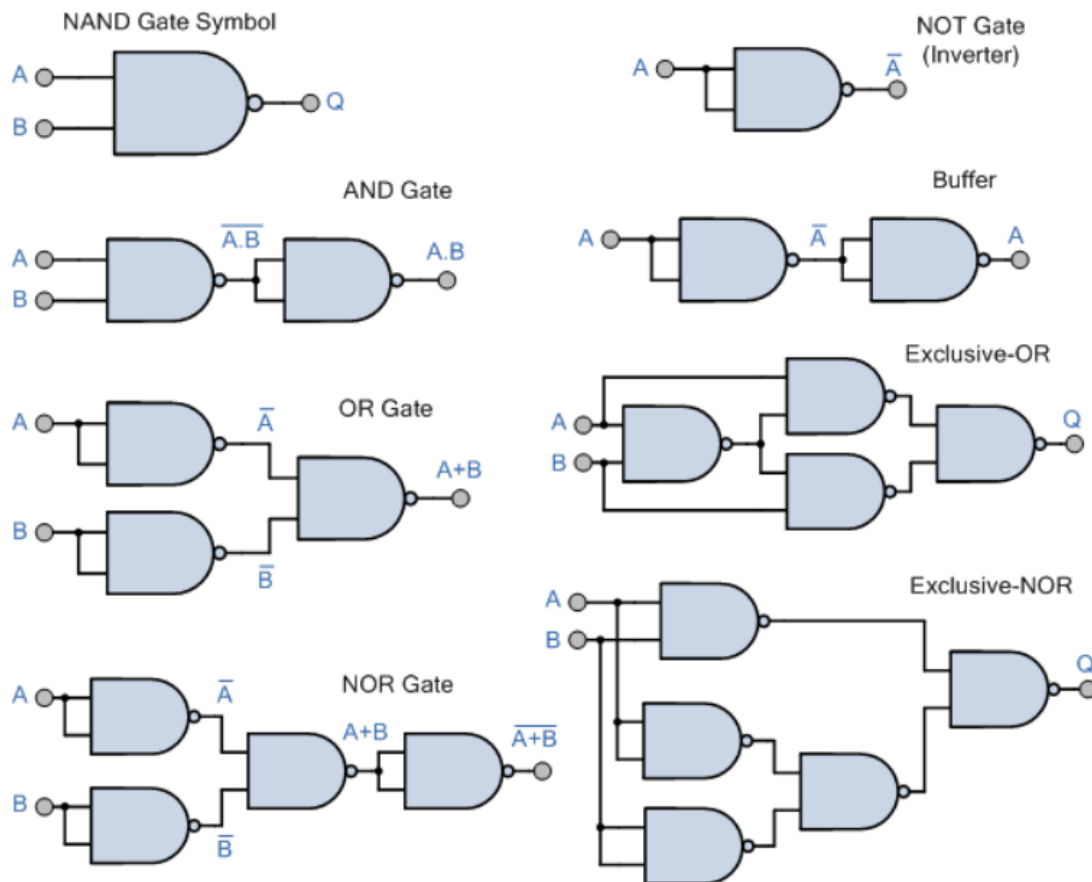 NAND Gate Symbol
A
B
Q
NOT Gate
(Inverter)
A
A̅
AND Gate
A
B
A̅.̅B̅
A.B
Buffer
A
A̅
A
OR Gate
A
A̅
B
B̅
A+B
Exclusive-OR
A
B
Q
NOR Gate
A
A̅
B
B̅
A+B
A̅+̅B̅
Exclusive-NOR
A
B
Q